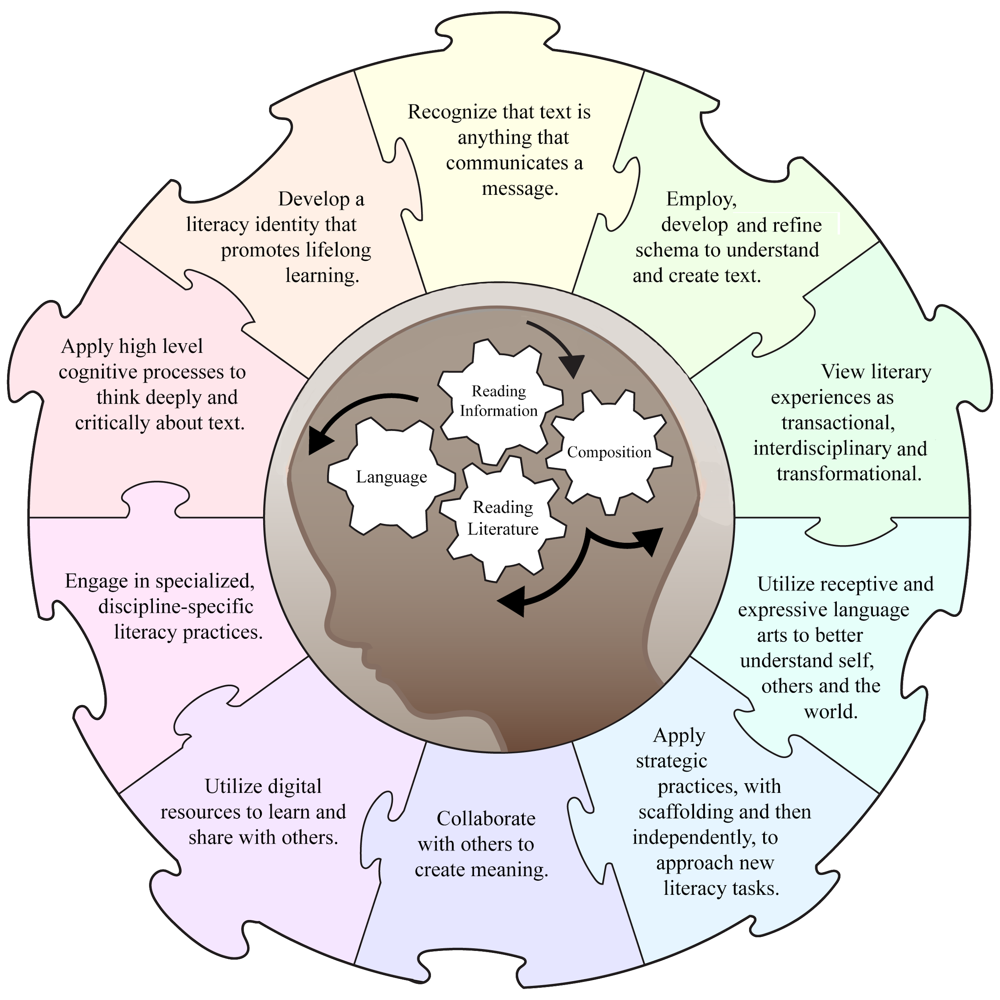 Recognize that text is
anything that
communicates a
message.
Employ,
develop and refine
schema to understand
and create text.
View literary
experiences as
transactional,
interdisciplinary and
transformational.
Utilize receptive and
expressive language
arts to better
understand self,
others and the
world.
Apply
strategic
practices, with
scaffolding and then
independently, to
approach new
literacy tasks.
Collaborate
with others to
create meaning.
Utilize digital
resources to learn and
share with others.
Engage in specialized,
discipline-specific
literacy practices.
Apply high level
cognitive processes to
think deeply and
critically about text.
Develop a
literacy identity that
promotes lifelong
learning.
Reading
Information
Composition
Language
Reading
Literature